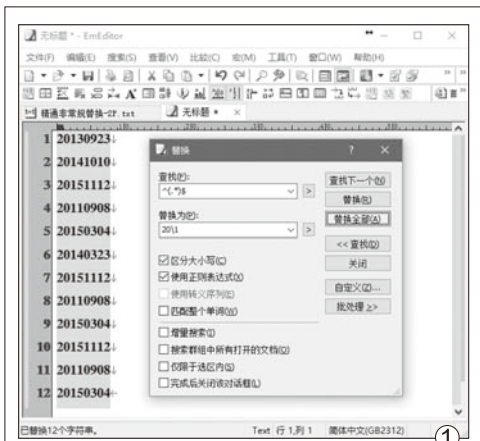 无标题 * - EmEditor
文件(F) 编辑(E) 搜索(S) 查看(V) 比较(C) 宏(M) 工具(T) 窗口(W) 帮助(H)
精通非常规替换-ZF.txt 无标题 * ×
1 20130923↓
2 20141010↓
3 20151112↓
4 20110908↓
5 20150304↓
6 20140323↓
7 20151112↓
8 20110908↓
9 20150304↓
10 20151112↓
11 20110908↓
12 20150304←
替换 ? ×
查找(F):
^(.*)$
替换为(P):
20\1
区分大小写(C)
使用正则表达式(X)
使用转义序列(E)
匹配整个单词(W)
增量搜索(I)
搜索群组中所有打开的文档(G)
仅限于选区内(S)
完成后关闭该对话框(L)
查找下一个(N)
替换(R)
替换全部(A)
<< 查找(D)
关闭
自定义(Z)...
批处理 >>
已替换12个字符串。 Text 行 1,列 1 简体中文(GB2312)
①